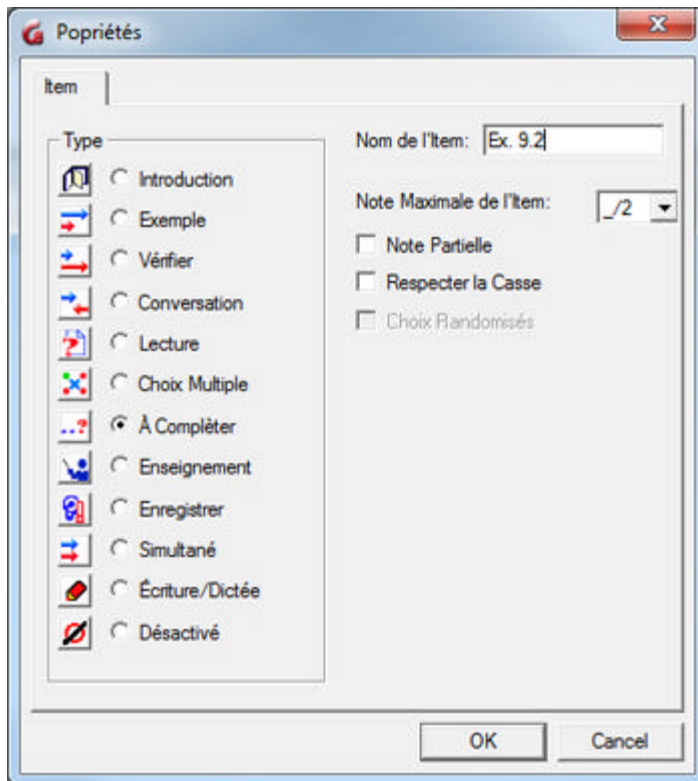 Popriétés
Item
Type
Introduction
Exemple
Vérifier
Conversation
Lecture
Choix Multiple
À Complèter
Enseignement
Enregistrer
Simultané
Écriture/Dictée
Désactivé
Nom de l'Item: Ex. 9.2
Note Maximale de l'Item: _/2
Note Partielle
Respecter la Casse
Choix Randomisés
OK Cancel